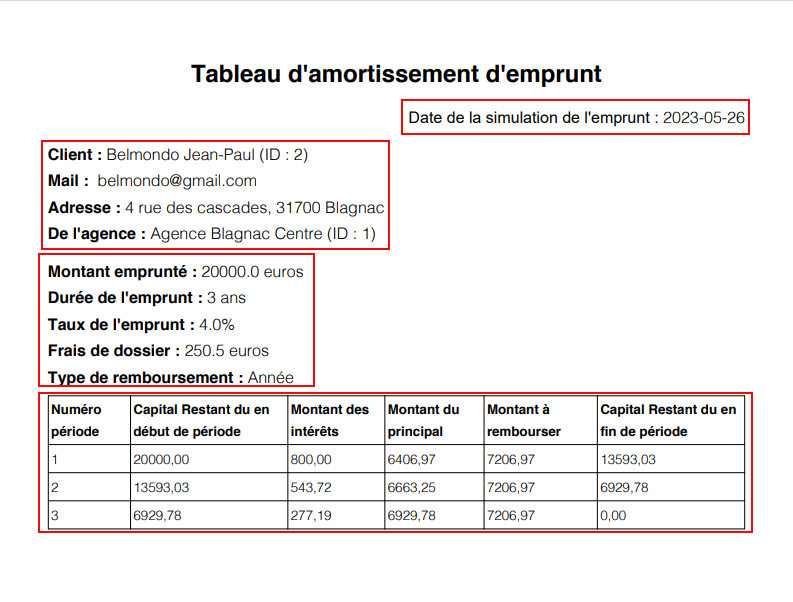 Tableau d'amortissement d'emprunt
Date de la simulation de l'emprunt : 2023-05-26
Client : Belmondo Jean-Paul (ID : 2)
Mail : belmondo@gmail.com
Adresse : 4 rue des cascades, 31700 Blagnac
De l'agence : Agence Blagnac Centre (ID : 1)
Montant emprunté : 20000.0 euros
Durée de l'emprunt : 3 ans
Taux de l'emprunt : 4.0%
Frais de dossier : 250.5 euros
Type de remboursement : Année
Numéro période Capital Restant du en début de période Montant des intérêts Montant du principal Montant à rembourser Capital Restant du en fin de période
1 20000,00 800,00 6406,97 7206,97 13593,03
2 13593,03 543,72 6663,25 7206,97 6929,78
3 6929,78 277,19 6929,78 7206,97 0,00